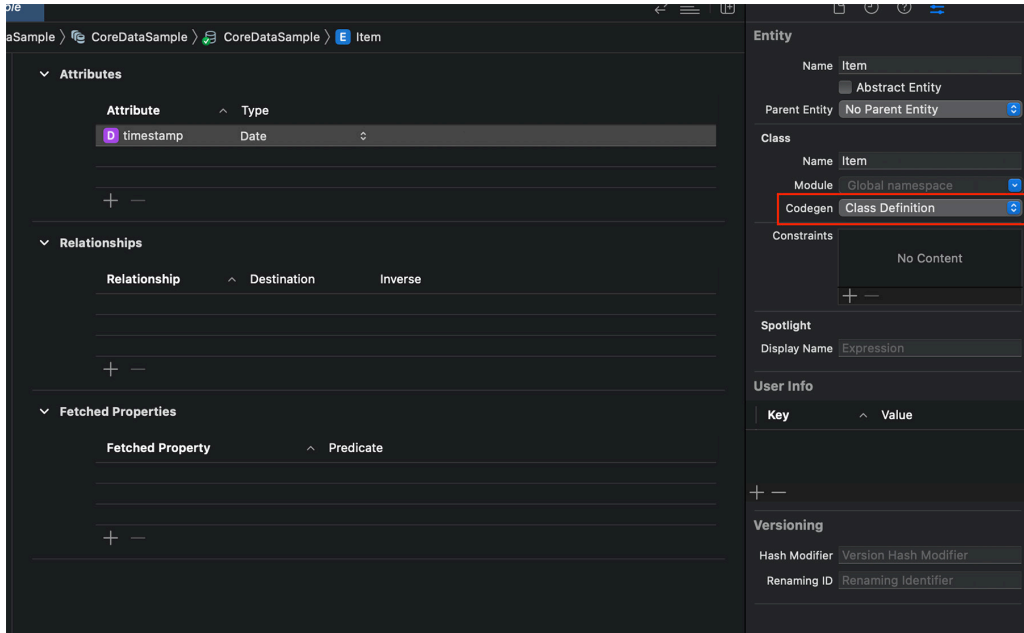 ple
aSample 〉 CoreDataSample 〉 CoreDataSample 〉 E Item
Attributes
Attribute Type
D timestamp Date
Relationships
Relationship Destination Inverse
Fetched Properties
Fetched Property Predicate
Entity
Name Item
Abstract Entity
Parent Entity No Parent Entity
Class
Name Item
Module Global namespace
Codegen Class Definition
Constraints
No Content
Spotlight
Display Name Expression
User Info
Key Value
Versioning
Hash Modifier Version Hash Modifier
Renaming ID Renaming Identifier